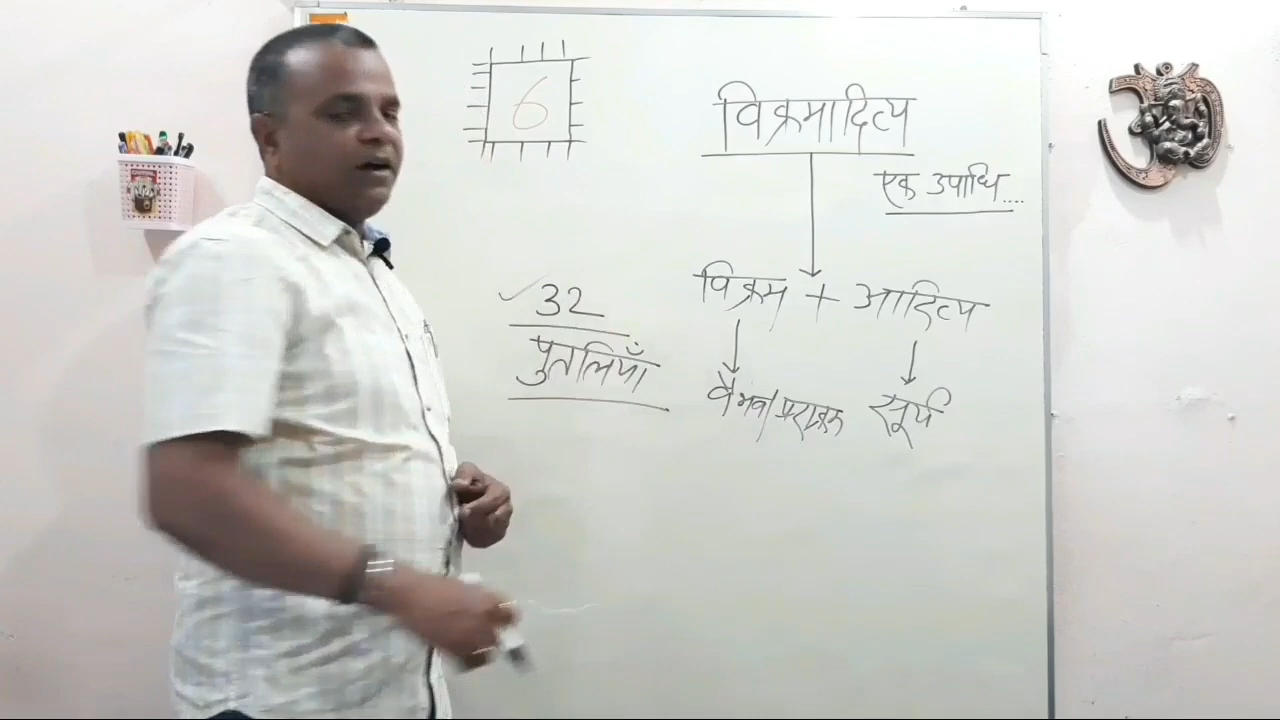 6
विक्रमादित्य
एक उपाधि....
विक्रम + आदित्य
32
पुतलियाँ
वैभव/पराक्रम सूर्य